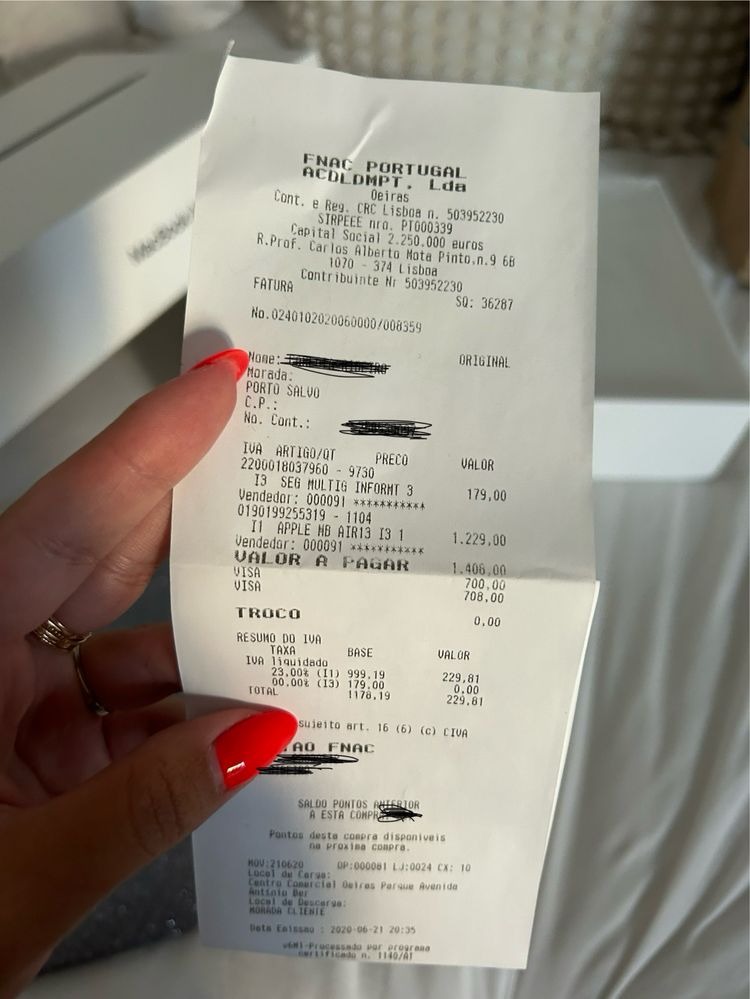 FNAC PORTUGAL
ACDLDMPT, Lda
Oeiras
Cont. e Reg. CRC Lisboa n. 503952230
SIRPEEE nro. PT000339
Capital Social 2.250.000 euros
R.Prof. Carlos Alberto Mota Pinto,n.9 6B
1070 - 374 Lisboa
Contribuinte Nr 503952230
FATURA
SQ: 36287
No.0240102020060000/008359
Nome: ORIGINAL
Morada:
PORTO SALVO
C.P.:
No. Cont.:
IVA ARTIGO/QT PRECO VALOR
2200018037960 - 9730
I3 SEG MULTIG INFORMT 3 179,00
Vendedor: 000091 ***********
0190199255319 - 1104
I1 APPLE MB AIR13 I3 1 1.229,00
Vendedor: 000091 ***********
VALOR A PAGAR 1.408,00
VISA 700,00
VISA 708,00
TROCO 0,00
RESUMO DO IVA
TAXA BASE VALOR
IVA liquidado
23.00% (I1) 999.19 229,81
00.00% (I3) 179.00 0.00
TOTAL 1178.19 229.81
sujeito art. 16 (6) (c) CIVA
FNAC
SALDO PONTOS ANTERIOR
A ESTA COMPRA
Pontos desta compra disponiveis
na proxima compra.
MOV:210620 OP:000081 LJ:0024 CX: 10
Local de Carga:
Centro Comercial Oeiras Parque Avenida
António Ber
Local de Descarga:
MORADA CLIENTE
Data Emissao : 2020-06-21 20:35
v6Ml-Processado por programa
certificado n. 1140/AT